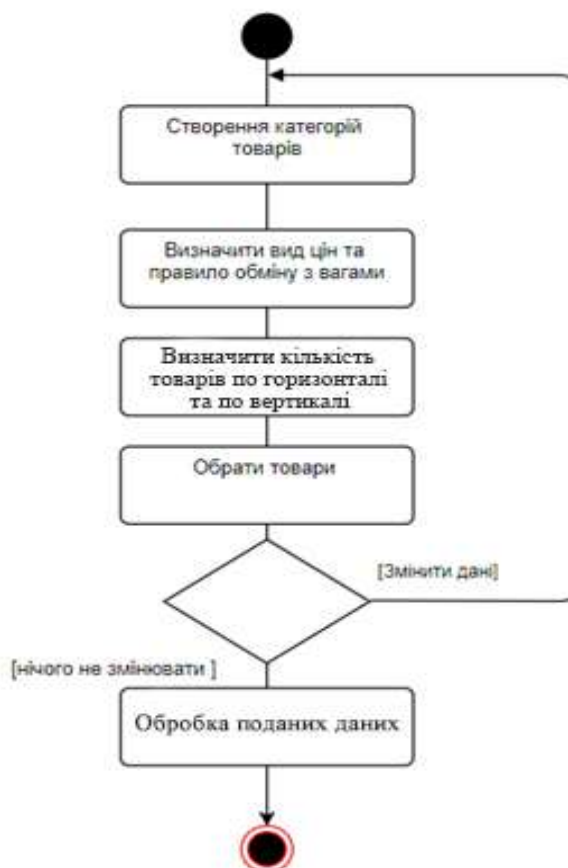 Створення категорій
товарів
Визначити вид цін та
правило обміну з вагами
Визначити кількість
товарів по горизонталі
та по вертикалі
Обрати товари
[Змінити дані]
[нічого не змінювати ]
Обробка поданих даних